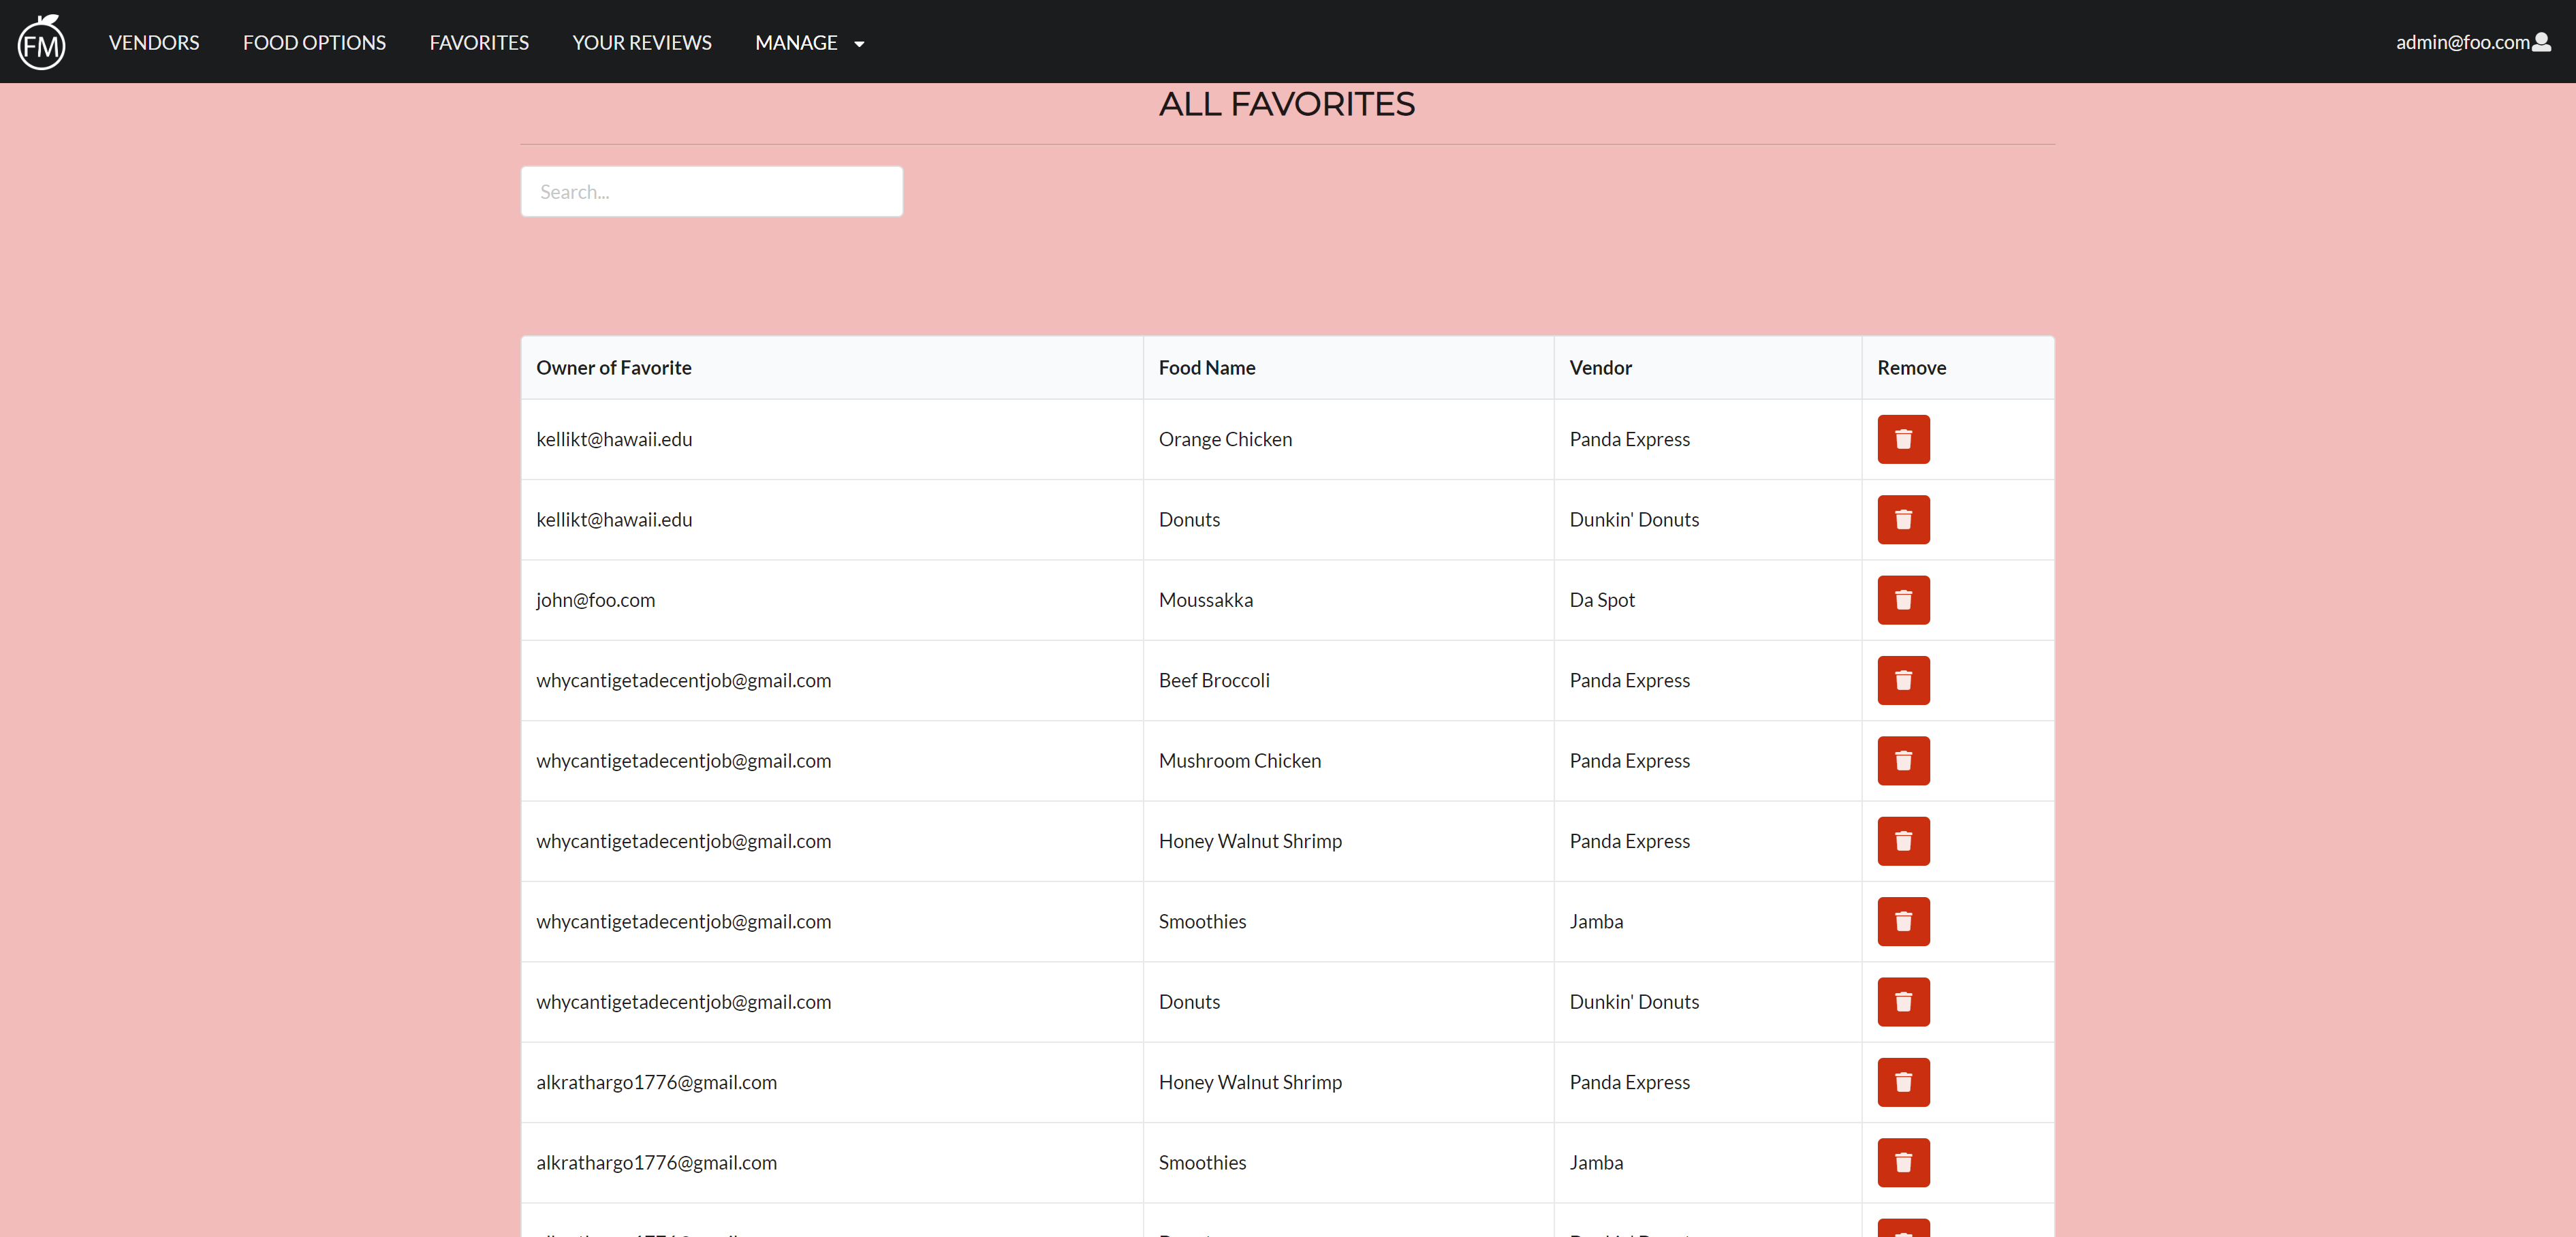 FM VENDORS FOOD OPTIONS FAVORITES YOUR REVIEWS MANAGE admin@foo.com
ALL FAVORITES
Search...
Owner of Favorite Food Name Vendor Remove
kellikt@hawaii.edu Orange Chicken Panda Express
kellikt@hawaii.edu Donuts Dunkin' Donuts
john@foo.com Moussakka Da Spot
whycantigetadecentjob@gmail.com Beef Broccoli Panda Express
whycantigetadecentjob@gmail.com Mushroom Chicken Panda Express
whycantigetadecentjob@gmail.com Honey Walnut Shrimp Panda Express
whycantigetadecentjob@gmail.com Smoothies Jamba
whycantigetadecentjob@gmail.com Donuts Dunkin' Donuts
alkrathargo1776@gmail.com Honey Walnut Shrimp Panda Express
alkrathargo1776@gmail.com Smoothies Jamba